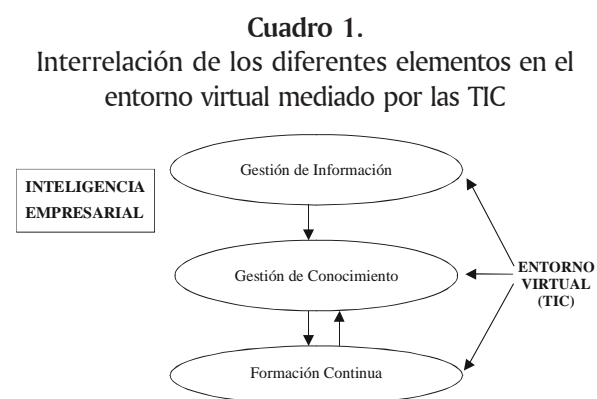 Cuadro 1.
Interrelación de los diferentes elementos en el
entorno virtual mediado por las TIC
Gestión de Información
INTELIGENCIA
EMPRESARIAL
Gestión de Conocimiento
ENTORNO
VIRTUAL
(TIC)
Formación Continua